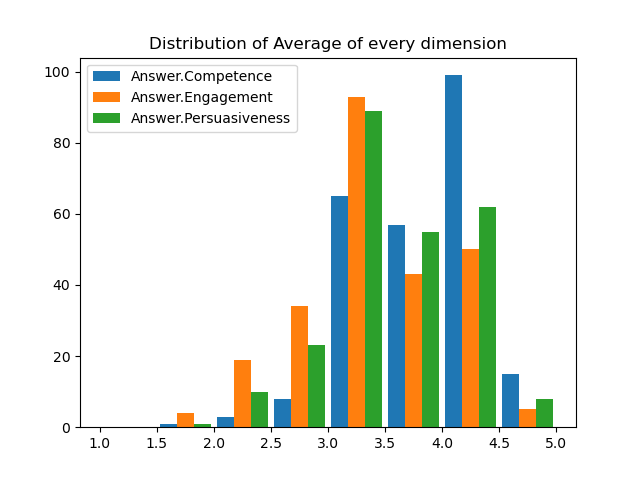 Distribution of Average of every dimension
Answer.Competence
Answer.Engagement
Answer.Persuasiveness
100
80
60
40
20
0
1.0 1.5 2.0 2.5 3.0 3.5 4.0 4.5 5.0